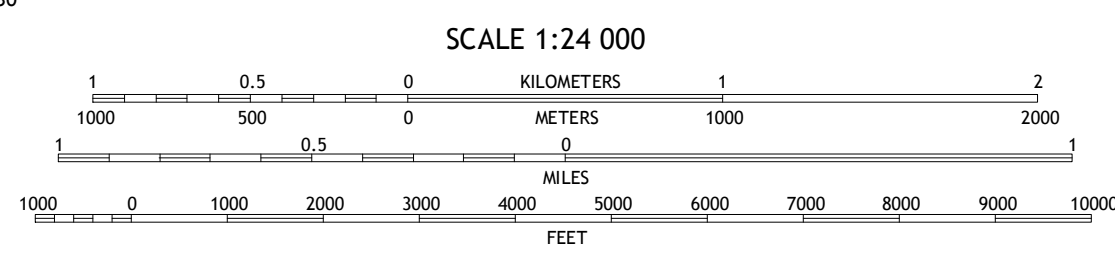 SCALE 1:24 000
1 0.5 0 KILOMETERS 1 2
1000 500 0 METERS 1000 2000
1 0.5 0 1
MILES
1000 0 1000 2000 3000 4000 5000 6000 7000 8000 9000 10000
FEET